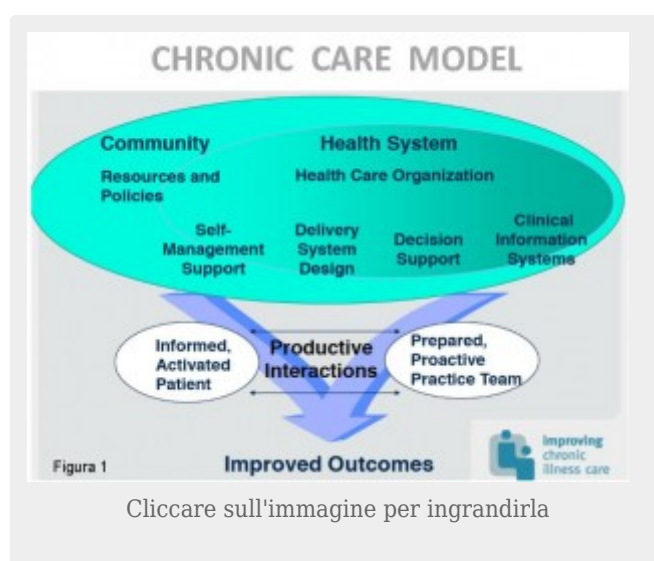 CHRONIC CARE MODEL
Community
Health System
Resources and
Policies
Health Care Organization
Self-
Management
Support
Delivery
System
Design
Decision
Support
Clinical
Information
Systems
Informed,
Activated
Patient
Productive
Interactions
Prepared,
Proactive
Practice Team
Improved Outcomes
Figura 1
Improving
chronic
illness care
Cliccare sull'immagine per ingrandirla